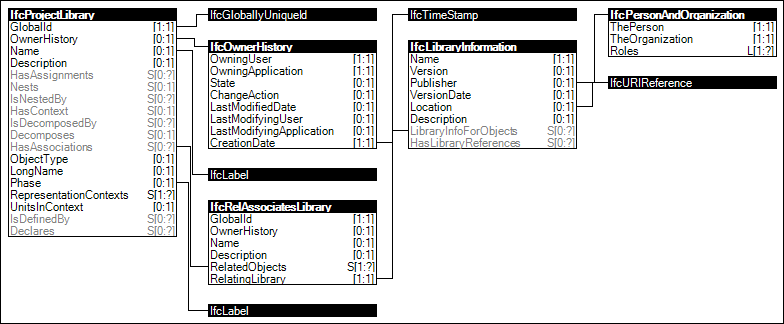 IfcProjectLibrary
GlobalId [1:1]
OwnerHistory [0:1]
Name [0:1]
Description [0:1]
HasAssignments S[0:?]
Nests S[0:?]
IsNestedBy S[0:?]
HasContext S[0:?]
IsDecomposedBy S[0:?]
Decomposes S[0:?]
HasAssociations S[0:?]
ObjectType [0:1]
LongName [0:1]
Phase [0:1]
RepresentationContexts S[1:?]
UnitsInContext [0:1]
IsDefinedBy S[0:?]
Declares S[0:?]
IfcGloballyUniqueId
IfcOwnerHistory
OwningUser [1:1]
OwningApplication [1:1]
State [0:1]
ChangeAction [0:1]
LastModifiedDate [0:1]
LastModifyingUser [0:1]
LastModifyingApplication [0:1]
CreationDate [1:1]
IfcLabel
IfcRelAssociatesLibrary
GlobalId [1:1]
OwnerHistory [0:1]
Name [0:1]
Description [0:1]
RelatedObjects S[1:?]
RelatingLibrary [1:1]
IfcLabel
IfcTimeStamp
IfcLibraryInformation
Name [1:1]
Version [0:1]
Publisher [0:1]
VersionDate [0:1]
Location [0:1]
Description [0:1]
LibraryInfoForObjects S[0:?]
HasLibraryReferences S[0:?]
IfcPersonAndOrganization
ThePerson [1:1]
TheOrganization [1:1]
Roles L[1:?]
IfcURIReference